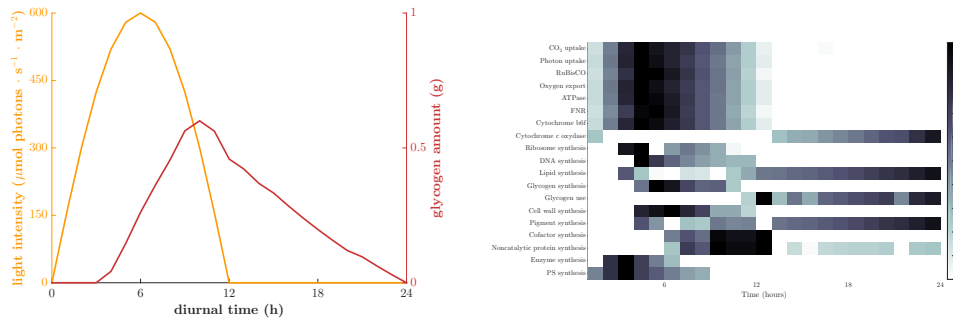 light intensity (μmol photons · s⁻¹ · m⁻²)
600
450
300
150
0
0
6
12
18
24
diurnal time (h)
1
0.5
0
glycogen amount (g)
CO₂ uptake
Photon uptake
RuBisCO
Oxygen export
ATPase
FNR
Cytochrome b6f
Cytochrome c oxydase
Ribosome synthesis
DNA synthesis
Lipid synthesis
Glycogen synthesis
Glycogen use
Cell wall synthesis
Pigment synthesis
Cofactor synthesis
Noncatalytic protein synthesis
Enzyme synthesis
PS synthesis
6
12
18
24
Time (hours)